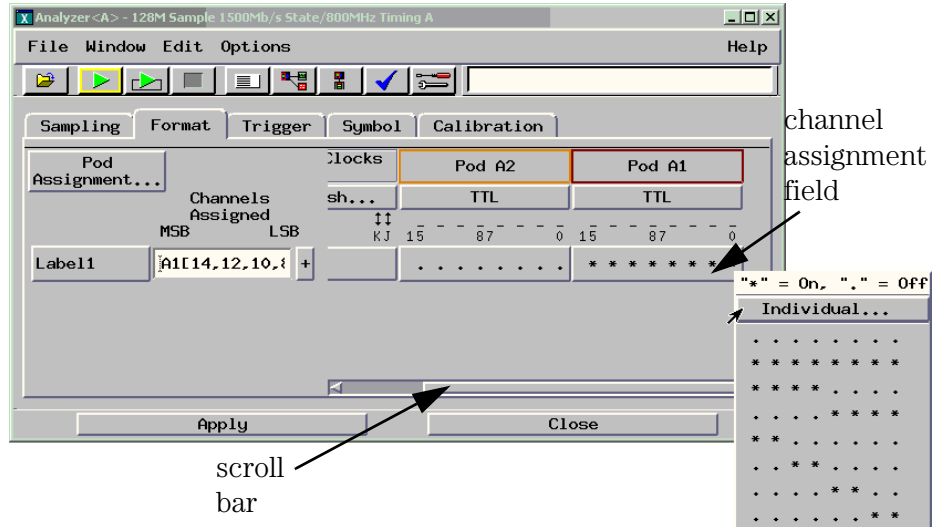 Analyzer<A> - 128M Sample 1500Mb/s State/800MHz Timing A
File Window Edit Options Help
Sampling Format Trigger Symbol Calibration
Pod
Assignment...
Clocks Pod A2 Pod A1
sh... TTL TTL
Channels
Assigned
MSB LSB
KJ 15 87 0 15 87 0
Label1 A1[14,12,10,8 + . . . . . . . . * * * * * * *
Apply Close
channel
assignment
field
"*" = On, "." = Off
Individual...
. . . . . . . .
* * * * * * * *
* * * * . . . .
. . . . * * * *
* * . . . . . .
. . * * . . . .
. . . . * * . .
. . . . . . * *
scroll
bar